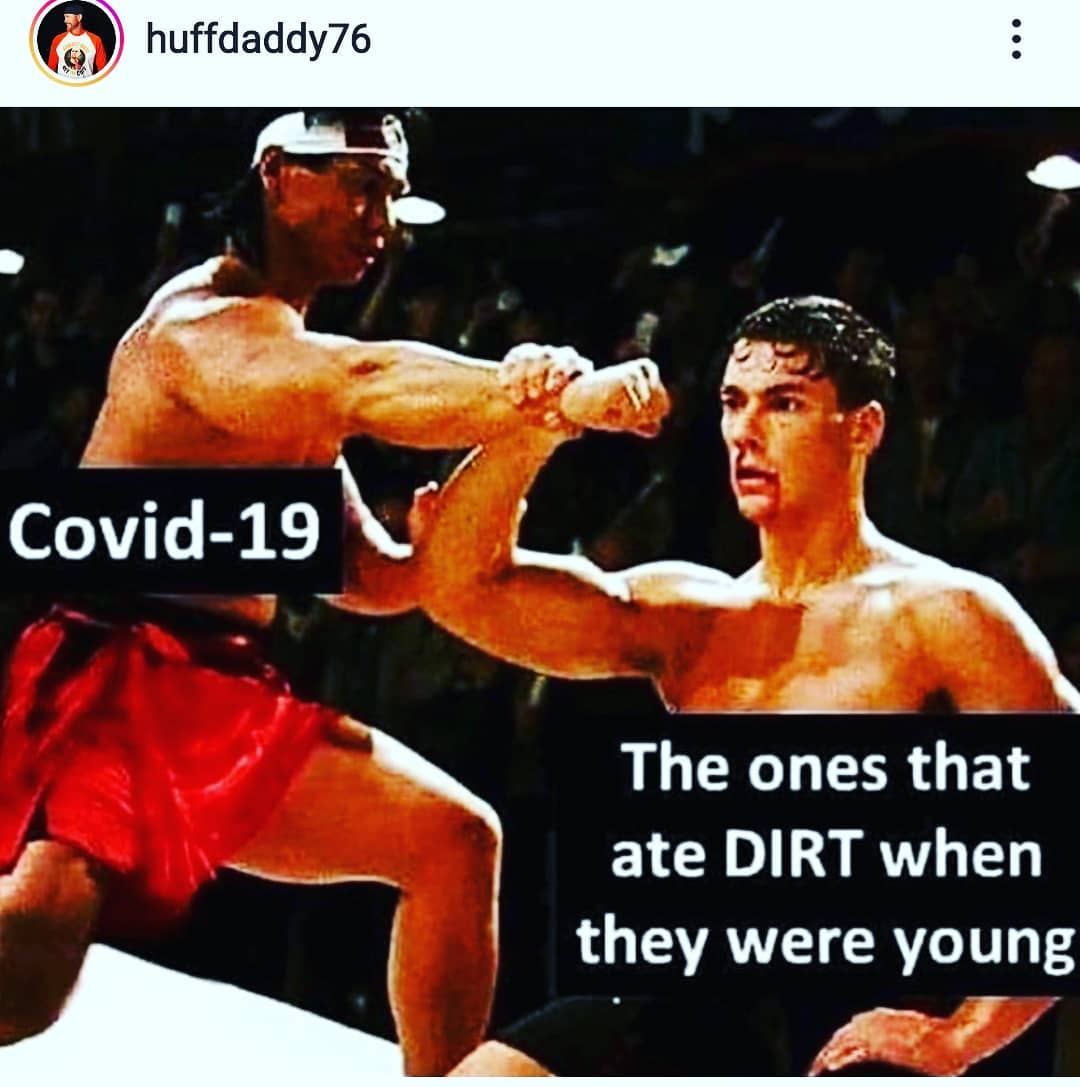 huffdaddy76
Covid-19
The ones that
ate DIRT when
they were young